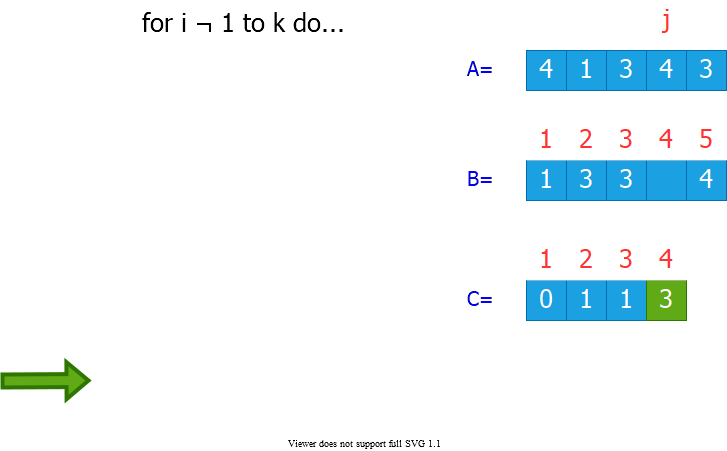 for i ¬ 1 to k do...
j
A= 4 1 3 4 3
1 2 3 4 5
B= 1 3 3 4
1 2 3 4
C= 0 1 1 3
Viewer does not support full SVG 1.1